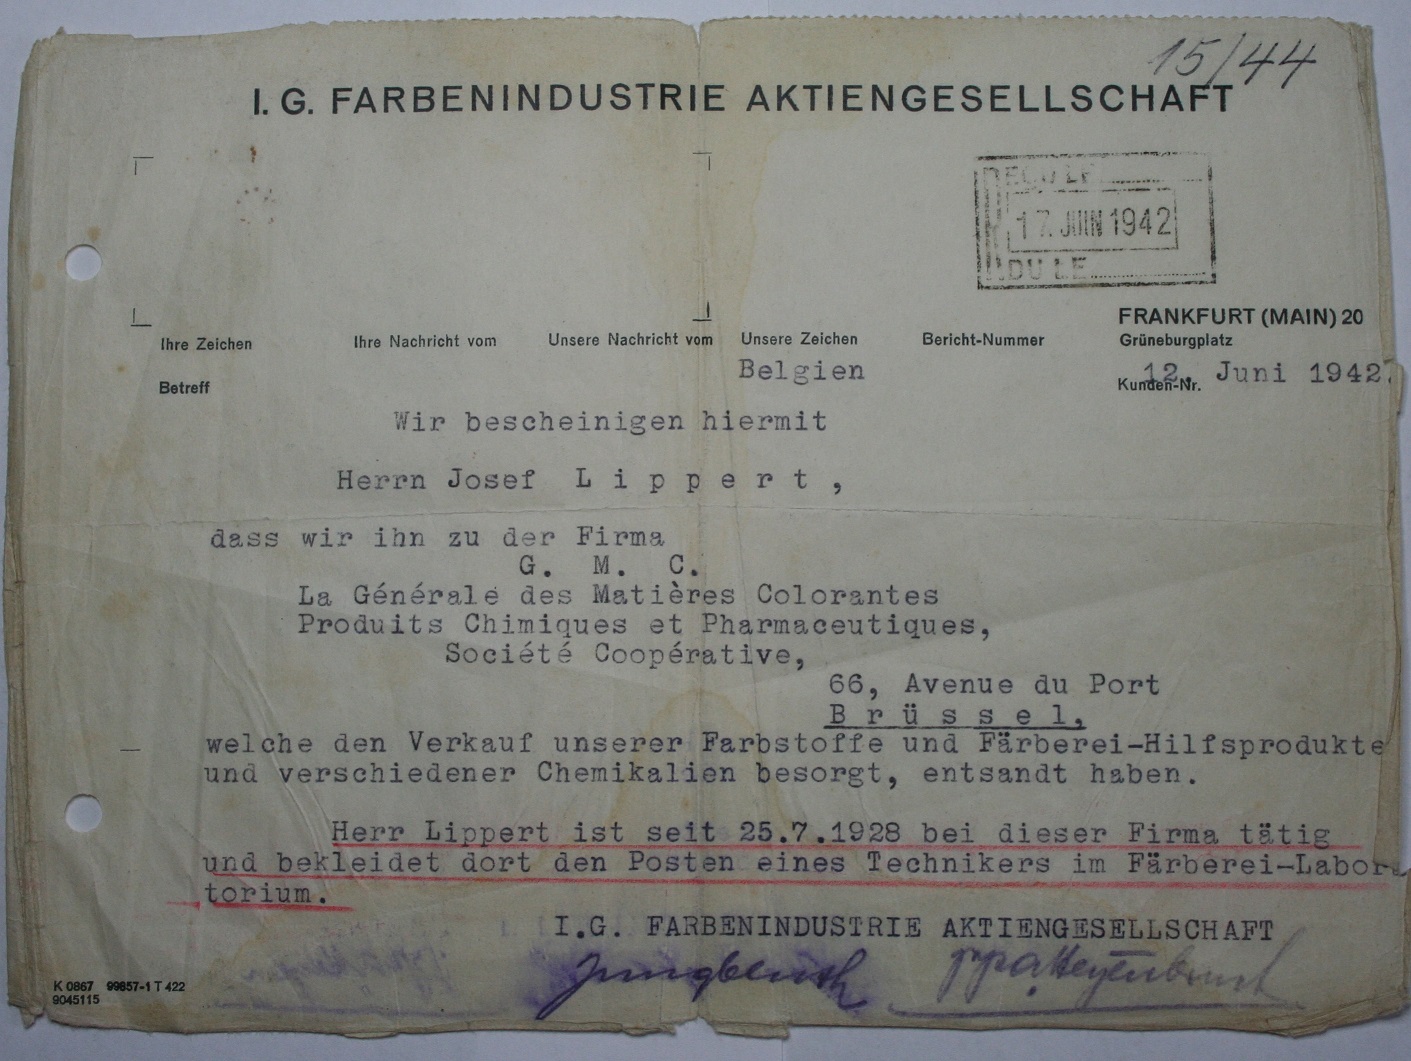 15/44
I. G. FARBENINDUSTRIE AKTIENGESELLSCHAFT
REÇU LE
17. JUIN 1942
DU LE
FRANKFURT (MAIN) 20
Grüneburgplatz
Ihre Zeichen Ihre Nachricht vom Unsere Nachricht vom Unsere Zeichen Bericht-Nummer
Belgien 12. Juni 1942.
Betreff Kunden-Nr.
Wir bescheinigen hiermit
Herrn Josef L i p p e r t ,
dass wir ihn zu der Firma
G. M. C.
La Générale des Matières Colorantes
Produits Chimiques et Pharmaceutiques,
Société Coopérative,
66, Avenue du Port
B r ü s s e l,
welche den Verkauf unserer Farbstoffe und Färberei-Hilfsprodukte
und verschiedener Chemikalien besorgt, entsandt haben.
Herr Lippert ist seit 25.7.1928 bei dieser Firma tätig
und bekleidet dort den Posten eines Technikers im Färberei-Labor
torium.
I.G. FARBENINDUSTRIE AKTIENGESELLSCHAFT
ppa
K 0867 99857-1 T 422
9045115